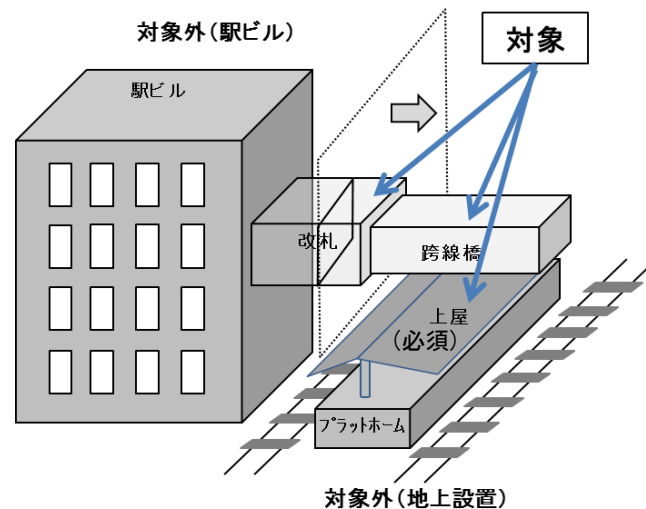 対象外（駅ビル）
対象
駅ビル
改札
跨線橋
上屋
（必須）
プラットホーム
対象外（地上設置）